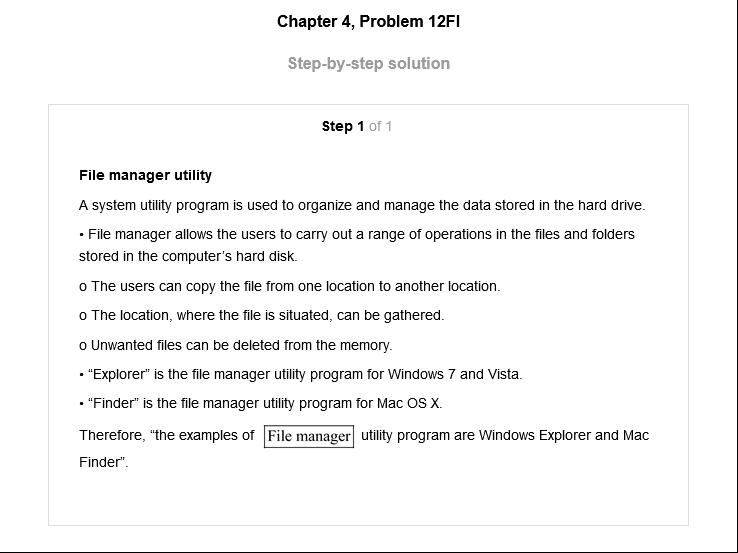 Chapter 4, Problem 12FI
Step-by-step solution
Step 1 of 1
File manager utility
A system utility program is used to organize and manage the data stored in the hard drive.
• File manager allows the users to carry out a range of operations in the files and folders
stored in the computer's hard disk.
o The users can copy the file from one location to another location.
o The location, where the file is situated, can be gathered.
o Unwanted files can be deleted from the memory.
• “Explorer” is the file manager utility program for Windows 7 and Vista.
• “Finder” is the file manager utility program for Mac OS X.
Therefore, “the examples of File manager utility program are Windows Explorer and Mac
Finder”.